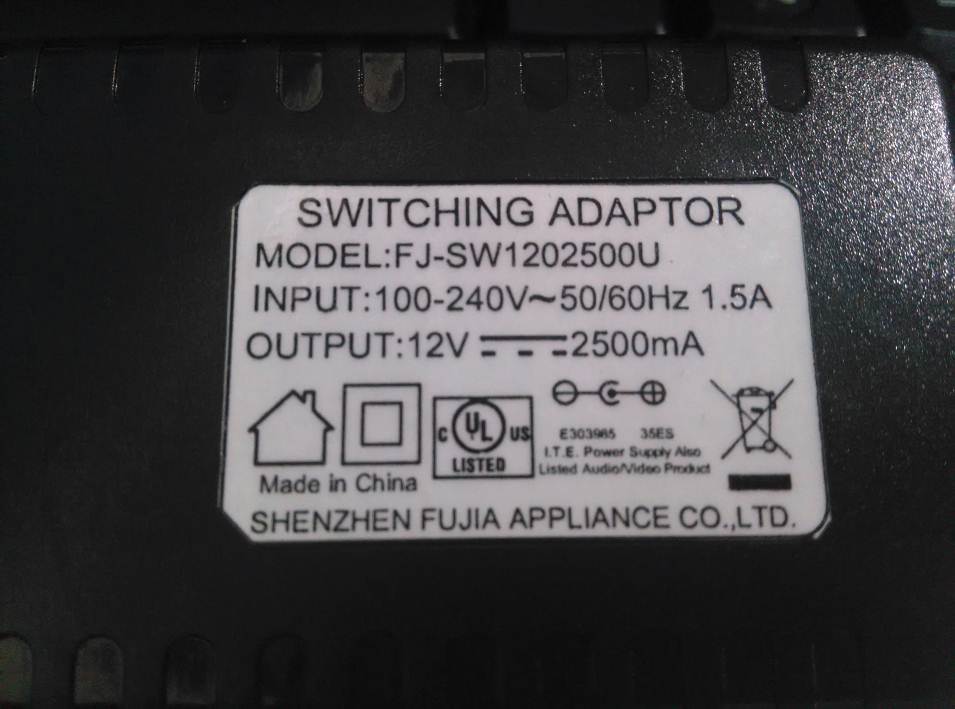 SWITCHING ADAPTOR
MODEL:FJ-SW1202500U
INPUT:100-240V~50/60Hz 1.5A
OUTPUT:12V ⎓ 2500mA
C UL US
LISTED
E303985 35ES
I.T.E. Power Supply Also
Listed Audio/Video Product
Made in China
SHENZHEN FUJIA APPLIANCE CO.,LTD.